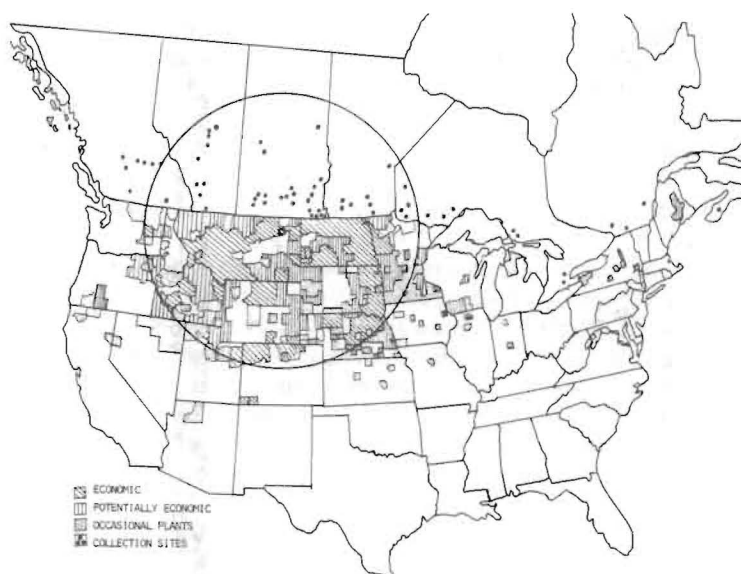 ECONOMIC
POTENTIALLY ECONOMIC
OCCASIONAL PLANTS
COLLECTION SITES